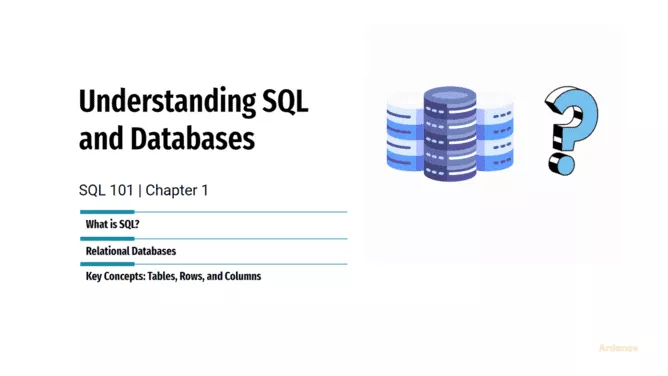 Understanding SQL
and Databases
SQL 101 | Chapter 1
What is SQL?
Relational Databases
Key Concepts: Tables, Rows, and Columns